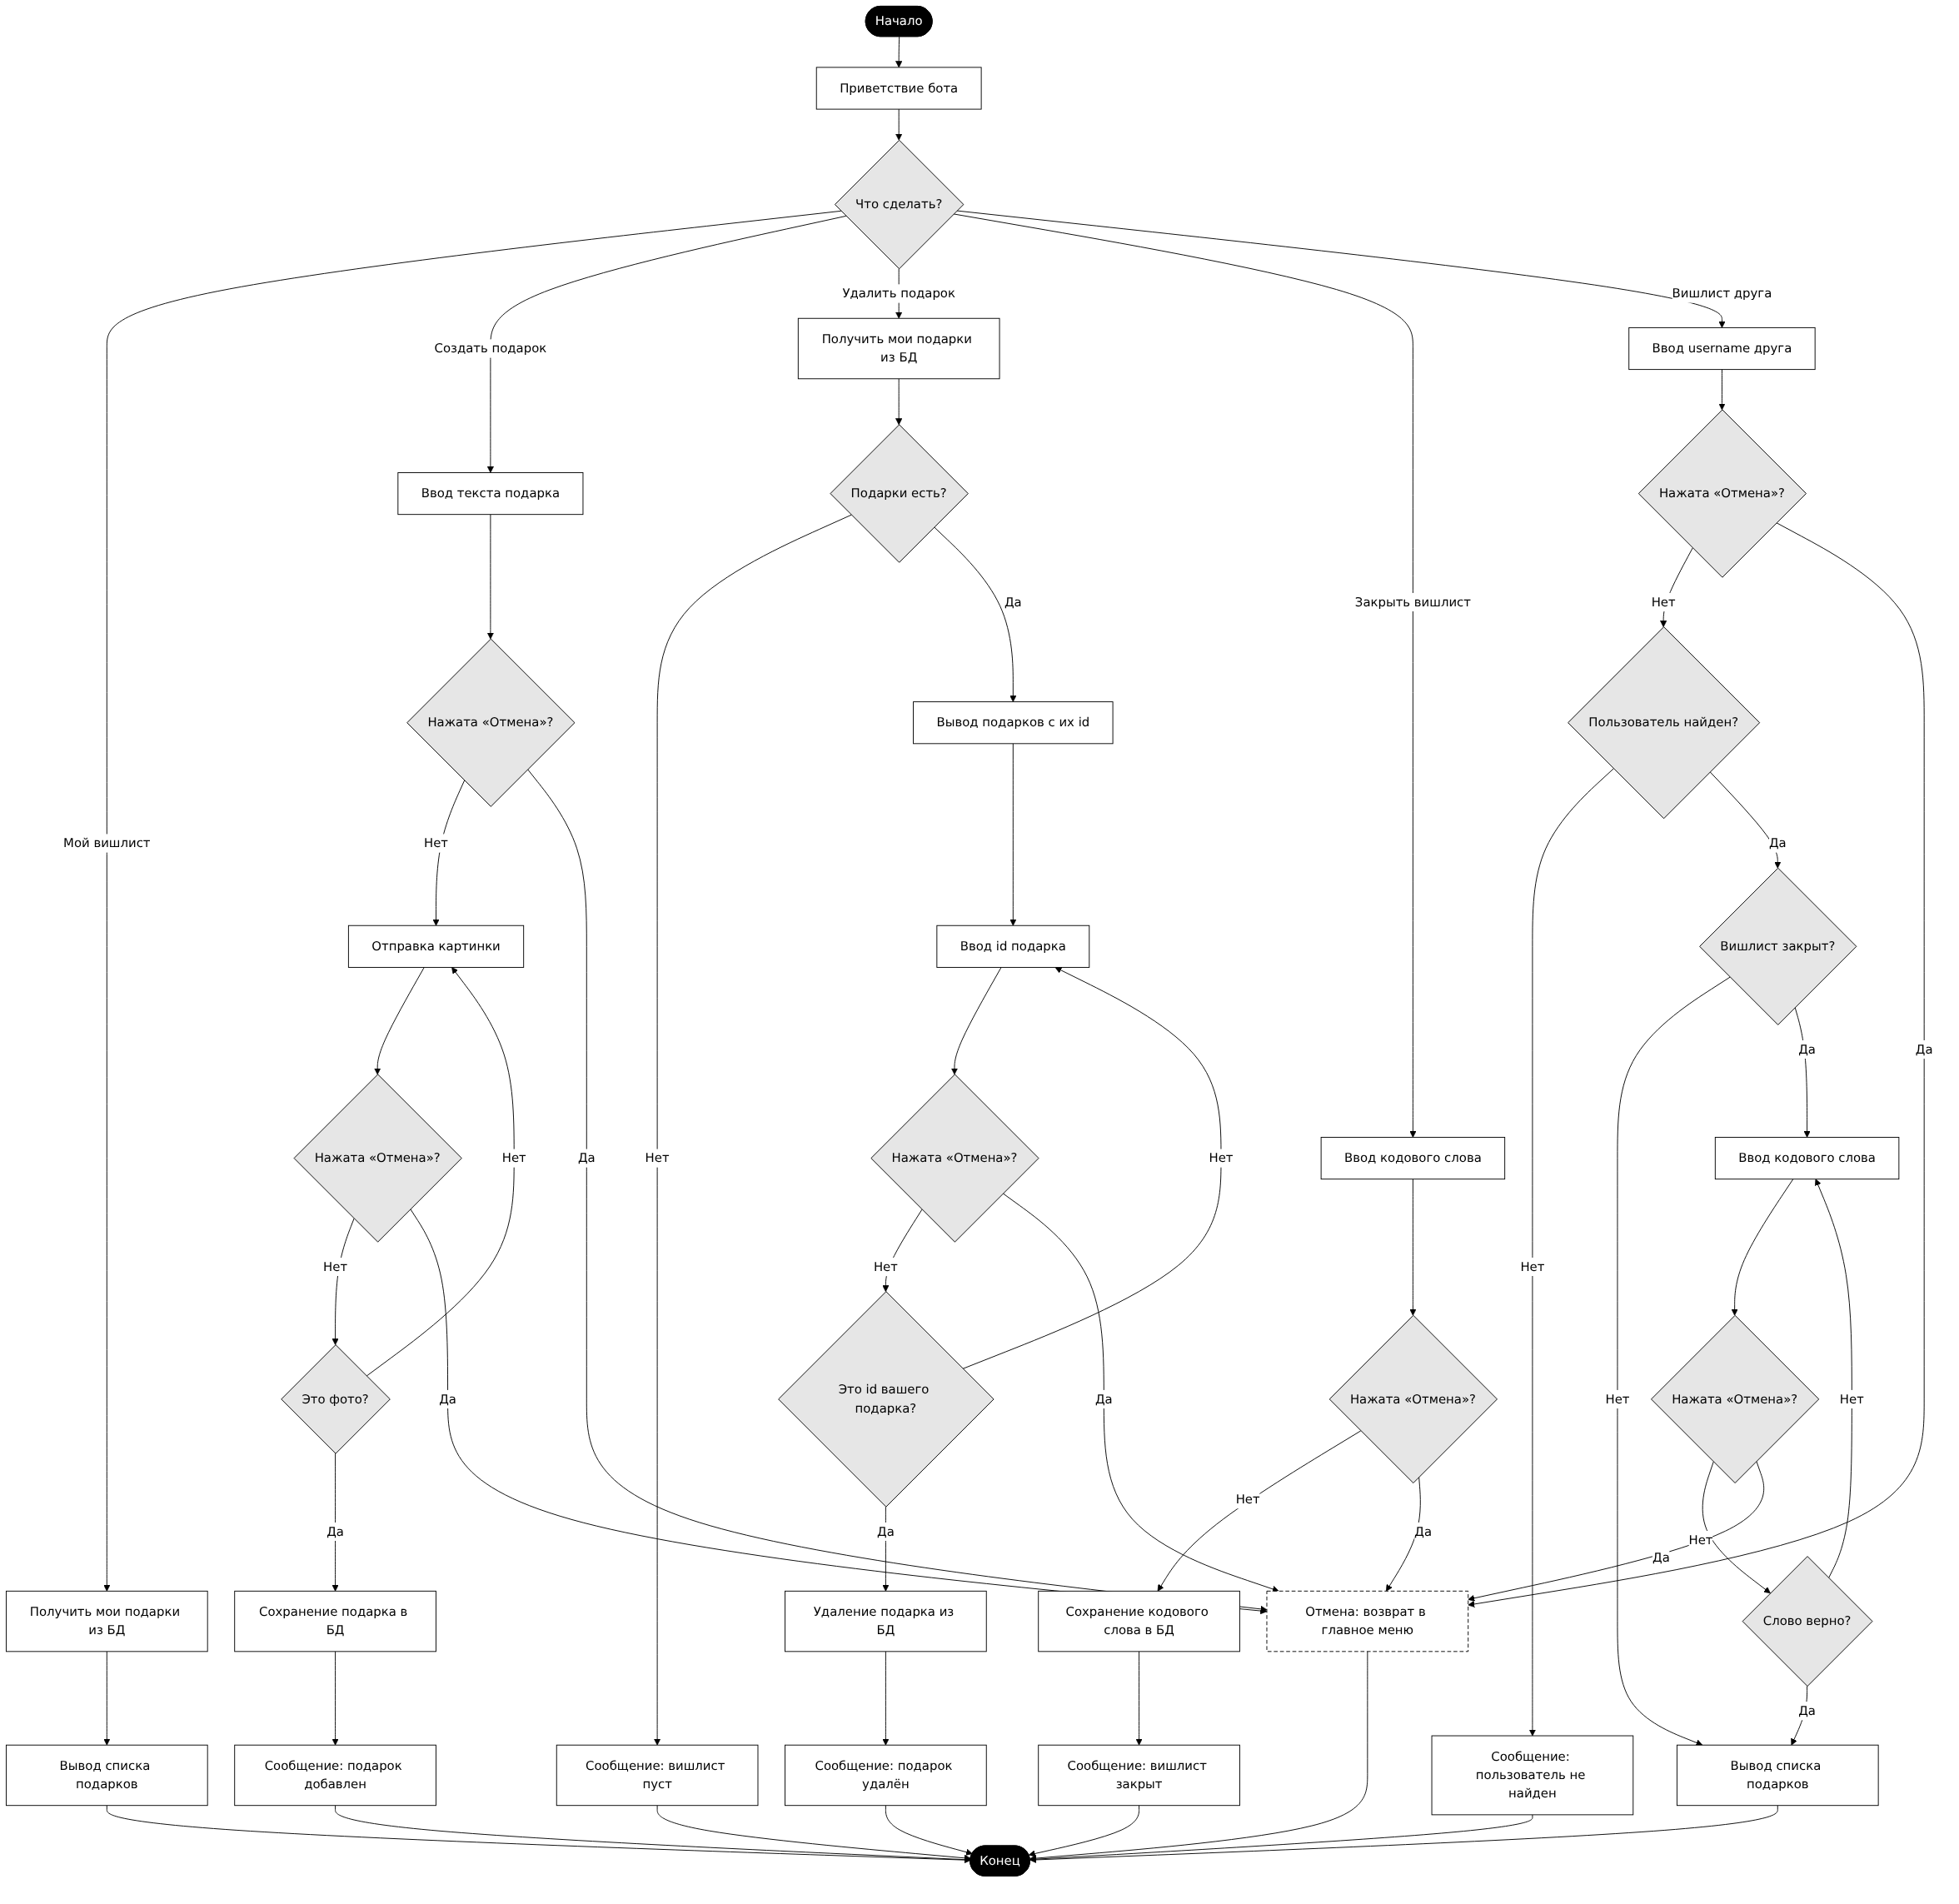 Начало
Приветствие бота
Что сделать?
Удалить подарок
Вишлист друга
Создать подарок
Получить мои подарки
из БД
Ввод username друга
Ввод текста подарка
Подарки есть?
Нажата «Отмена»?
Да
Закрыть вишлист
Нет
Нажата «Отмена»?
Вывод подарков с их id
Пользователь найден?
Мой вишлист
Нет
Да
Отправка картинки
Ввод id подарка
Вишлист закрыт?
Да
Да
Нажата «Отмена»?
Нет
Да
Нет
Нажата «Отмена»?
Нет
Ввод кодового слова
Ввод кодового слова
Нет
Нет
Нет
Это фото?
Да
Это id вашего
подарка?
Да
Нажата «Отмена»?
Нет
Нажата «Отмена»?
Нет
Нет
Да
Да
Да
Нет
Да
Получить мои подарки
из БД
Сохранение подарка в
БД
Удаление подарка из
БД
Сохранение кодового
слова в БД
Отмена: возврат в
главное меню
Слово верно?
Да
Вывод списка
подарков
Сообщение: подарок
добавлен
Сообщение: вишлист
пуст
Сообщение: подарок
удалён
Сообщение: вишлист
закрыт
Сообщение:
пользователь не
найден
Вывод списка
подарков
Конец